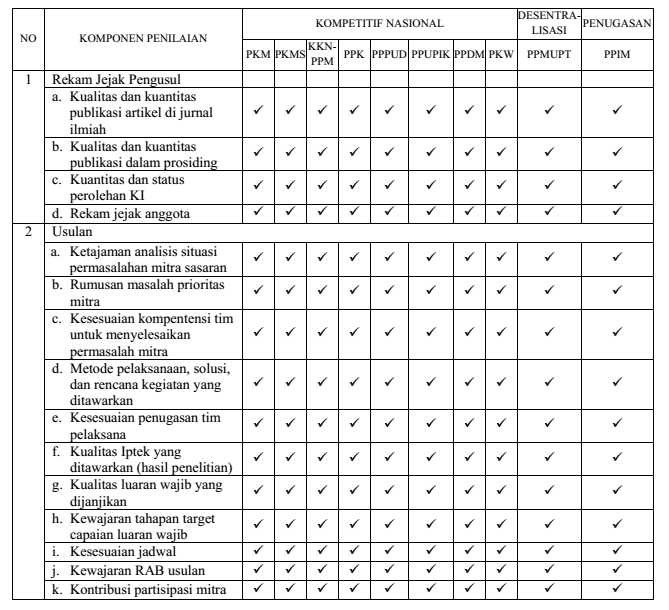 NO KOMPONEN PENILAIAN KOMPETITIF NASIONAL DESENTRA-LISASI PENUGASAN
PKM PKMS KKN-PPM PPK PPPUD PPUPIK PPDM PKW PPMUPT PPIM
1 Rekam Jejak Pengusul
a. Kualitas dan kuantitas
publikasi artikel di jurnal
ilmiah
✓ ✓ ✓ ✓ ✓ ✓ ✓ ✓ ✓ ✓
b. Kualitas dan kuantitas
publikasi dalam prosiding
✓ ✓ ✓ ✓ ✓ ✓ ✓ ✓ ✓ ✓
c. Kuantitas dan status
perolehan KI
✓ ✓ ✓ ✓ ✓ ✓ ✓ ✓ ✓ ✓
d. Rekam jejak anggota ✓ ✓ ✓ ✓ ✓ ✓ ✓ ✓ ✓ ✓
2 Usulan
a. Ketajaman analisis situasi
permasalahan mitra sasaran
✓ ✓ ✓ ✓ ✓ ✓ ✓ ✓ ✓ ✓
b. Rumusan masalah prioritas
mitra
✓ ✓ ✓ ✓ ✓ ✓ ✓ ✓ ✓ ✓
c. Kesesuaian kompentensi tim
untuk menyelesaikan
permasalah mitra
✓ ✓ ✓ ✓ ✓ ✓ ✓ ✓ ✓ ✓
d. Metode pelaksanaan, solusi,
dan rencana kegiatan yang
ditawarkan
✓ ✓ ✓ ✓ ✓ ✓ ✓ ✓ ✓ ✓
e. Kesesuaian penugasan tim
pelaksana
✓ ✓ ✓ ✓ ✓ ✓ ✓ ✓ ✓ ✓
f. Kualitas Iptek yang
ditawarkan (hasil penelitian)
✓ ✓ ✓ ✓ ✓ ✓ ✓ ✓ ✓ ✓
g. Kualitas luaran wajib yang
dijanjikan
✓ ✓ ✓ ✓ ✓ ✓ ✓ ✓ ✓ ✓
h. Kewajaran tahapan target
capaian luaran wajib
✓ ✓ ✓ ✓ ✓ ✓ ✓ ✓ ✓ ✓
i. Kesesuaian jadwal ✓ ✓ ✓ ✓ ✓ ✓ ✓ ✓ ✓ ✓
j. Kewajaran RAB usulan ✓ ✓ ✓ ✓ ✓ ✓ ✓ ✓ ✓ ✓
k. Kontribusi partisipasi mitra ✓ ✓ ✓ ✓ ✓ ✓ ✓ ✓ ✓ ✓